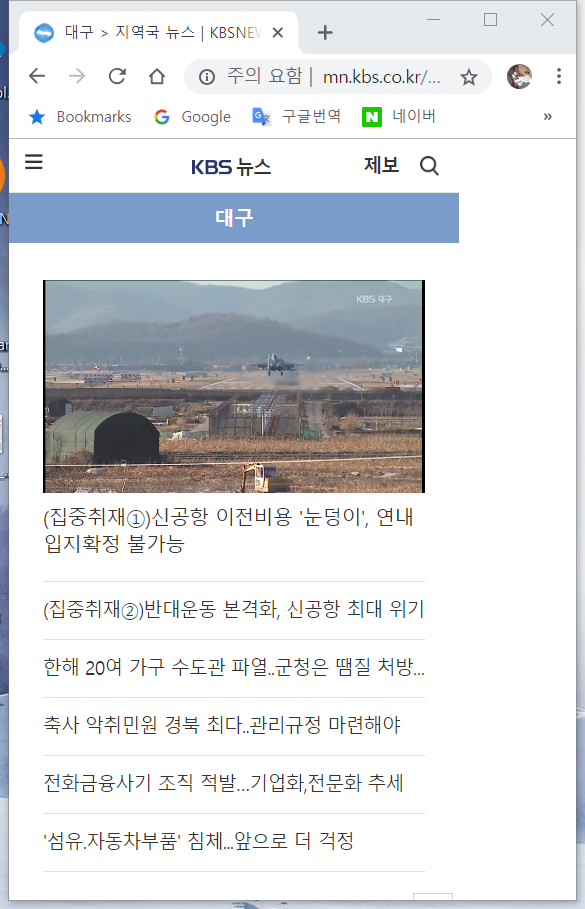 대구 > 지역국 뉴스 | KBSNEW
주의 요함 | mn.kbs.co.kr/...
Bookmarks Google 구글번역 네이버 »
KBS 뉴스 제보
대구
KBS 대구
(집중취재①)신공항 이전비용 '눈덩이', 연내
입지확정 불가능
(집중취재②)반대운동 본격화, 신공항 최대 위기
한해 20여 가구 수도관 파열..군청은 땜질 처방...
축사 악취민원 경북 최다..관리규정 마련해야
전화금융사기 조직 적발...기업화,전문화 추세
'섬유.자동차부품' 침체...앞으로 더 걱정